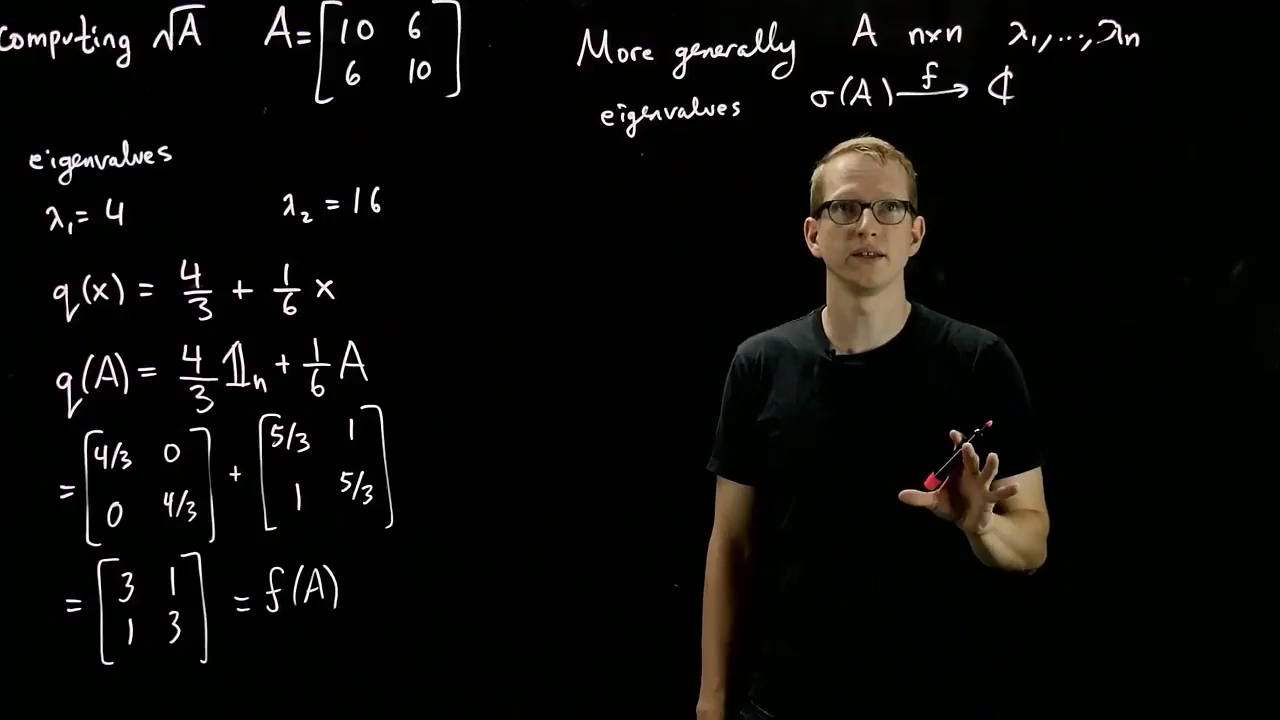 computing √A A = [10 6
6 10]
eigenvalues
λ₁ = 4 λ₂ = 16
q(x) = 4/3 + 1/6 x
q(A) = 4/3 𝟙ₙ + 1/6 A
= [4/3 0
0 4/3] + [5/3 1
1 5/3]
= [3 1
1 3] = f(A)
More generally A n×n λ₁,...,λₙ
eigenvalues σ(A) —f→ ℂ